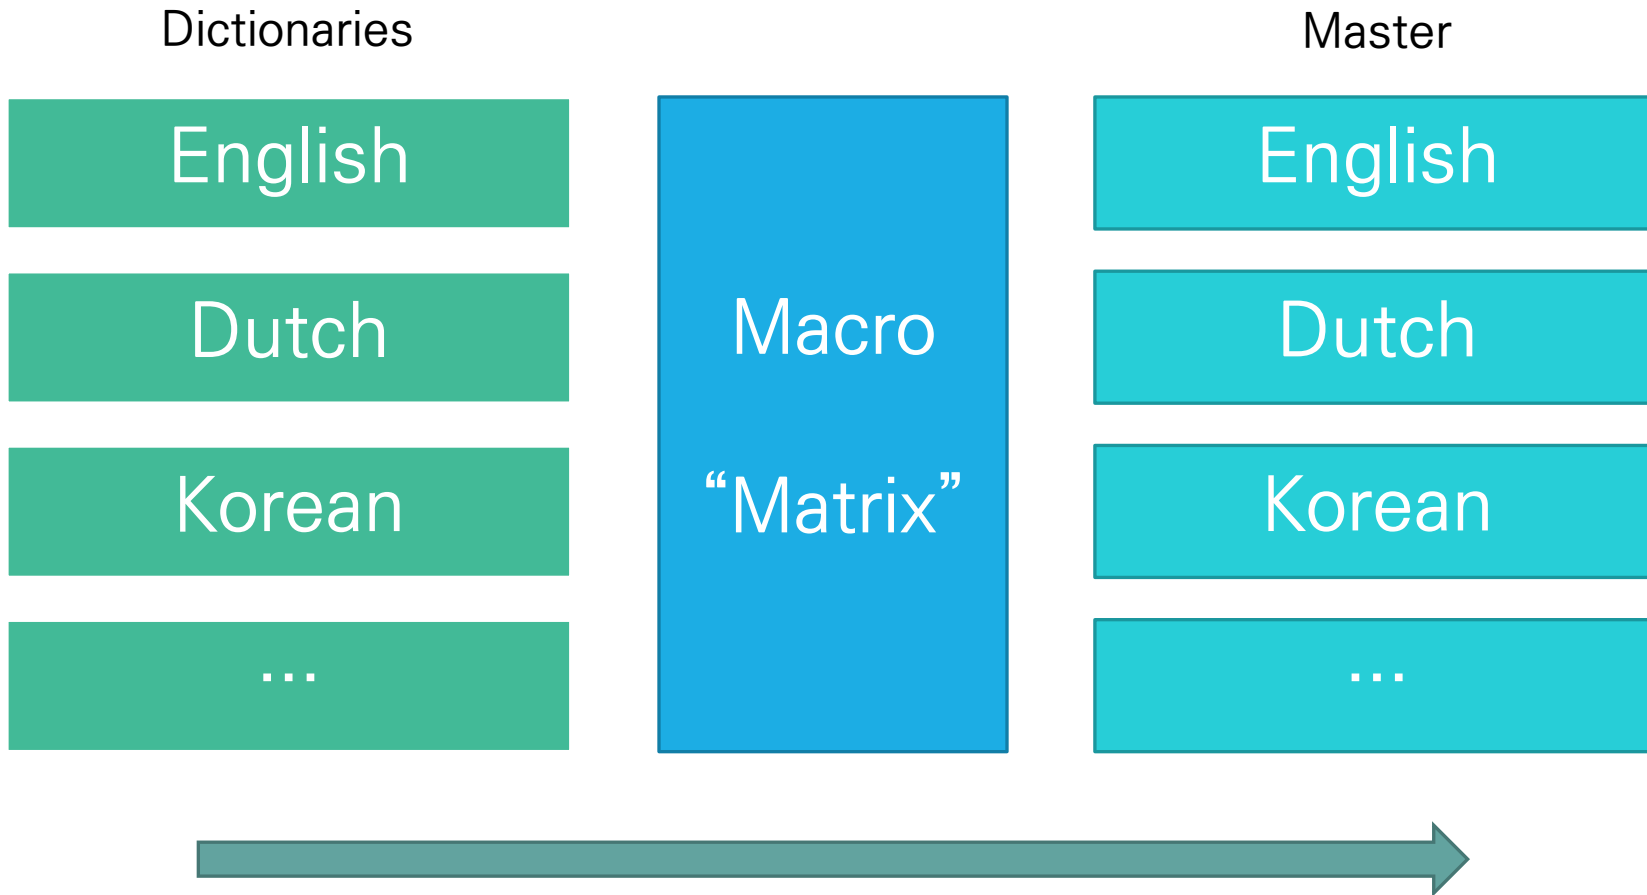 Dictionaries
English
Dutch
Korean
...
Macro
“Matrix”
Master
English
Dutch
Korean
...